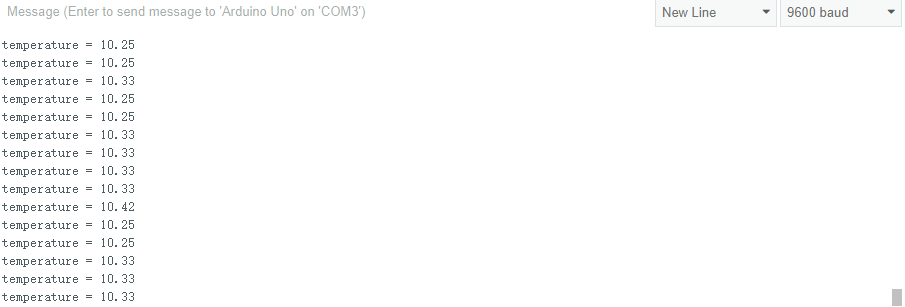 Message (Enter to send message to 'Arduino Uno' on 'COM3') New Line 9600 baud
temperature = 10.25
temperature = 10.25
temperature = 10.33
temperature = 10.25
temperature = 10.25
temperature = 10.33
temperature = 10.33
temperature = 10.33
temperature = 10.33
temperature = 10.42
temperature = 10.25
temperature = 10.25
temperature = 10.33
temperature = 10.33
temperature = 10.33